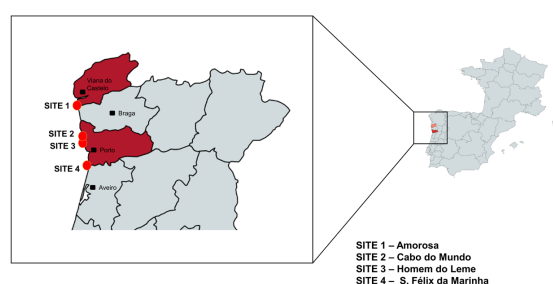 Viana do
Castelo
SITE 1
Braga
SITE 2
SITE 3
Porto
SITE 4
Aveiro
SITE 1 – Amorosa
SITE 2 – Cabo do Mundo
SITE 3 – Homem do Leme
SITE 4 – S. Félix da Marinha